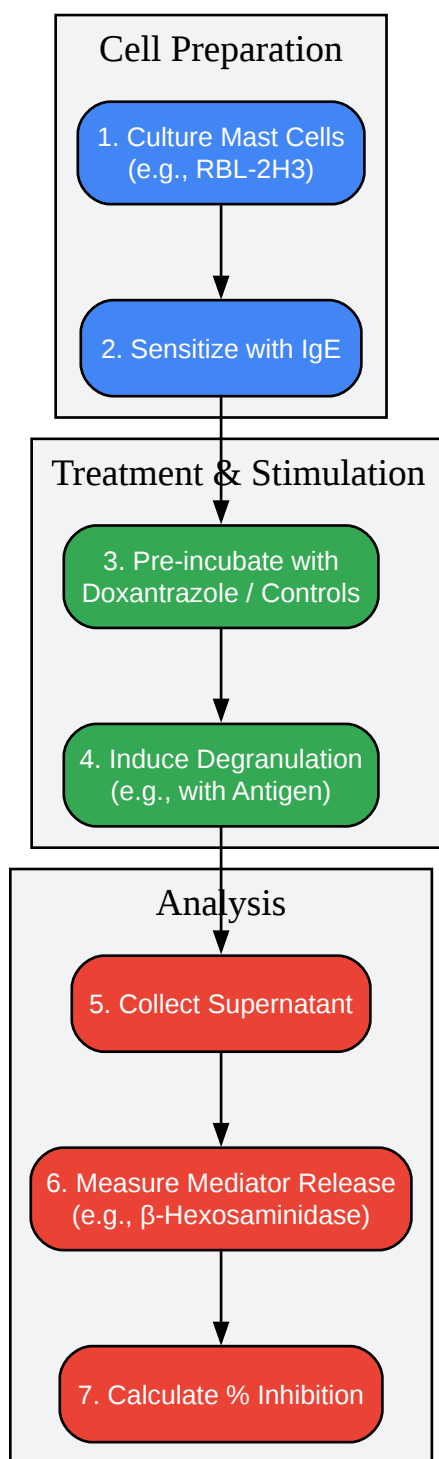 Cell Preparation
1. Culture Mast Cells
(e.g., RBL-2H3)
2. Sensitize with IgE
Treatment & Stimulation
3. Pre-incubate with
Doxantrazole / Controls
4. Induce Degranulation
(e.g., with Antigen)
Analysis
5. Collect Supernatant
6. Measure Mediator Release
(e.g., β-Hexosaminidase)
7. Calculate % Inhibition